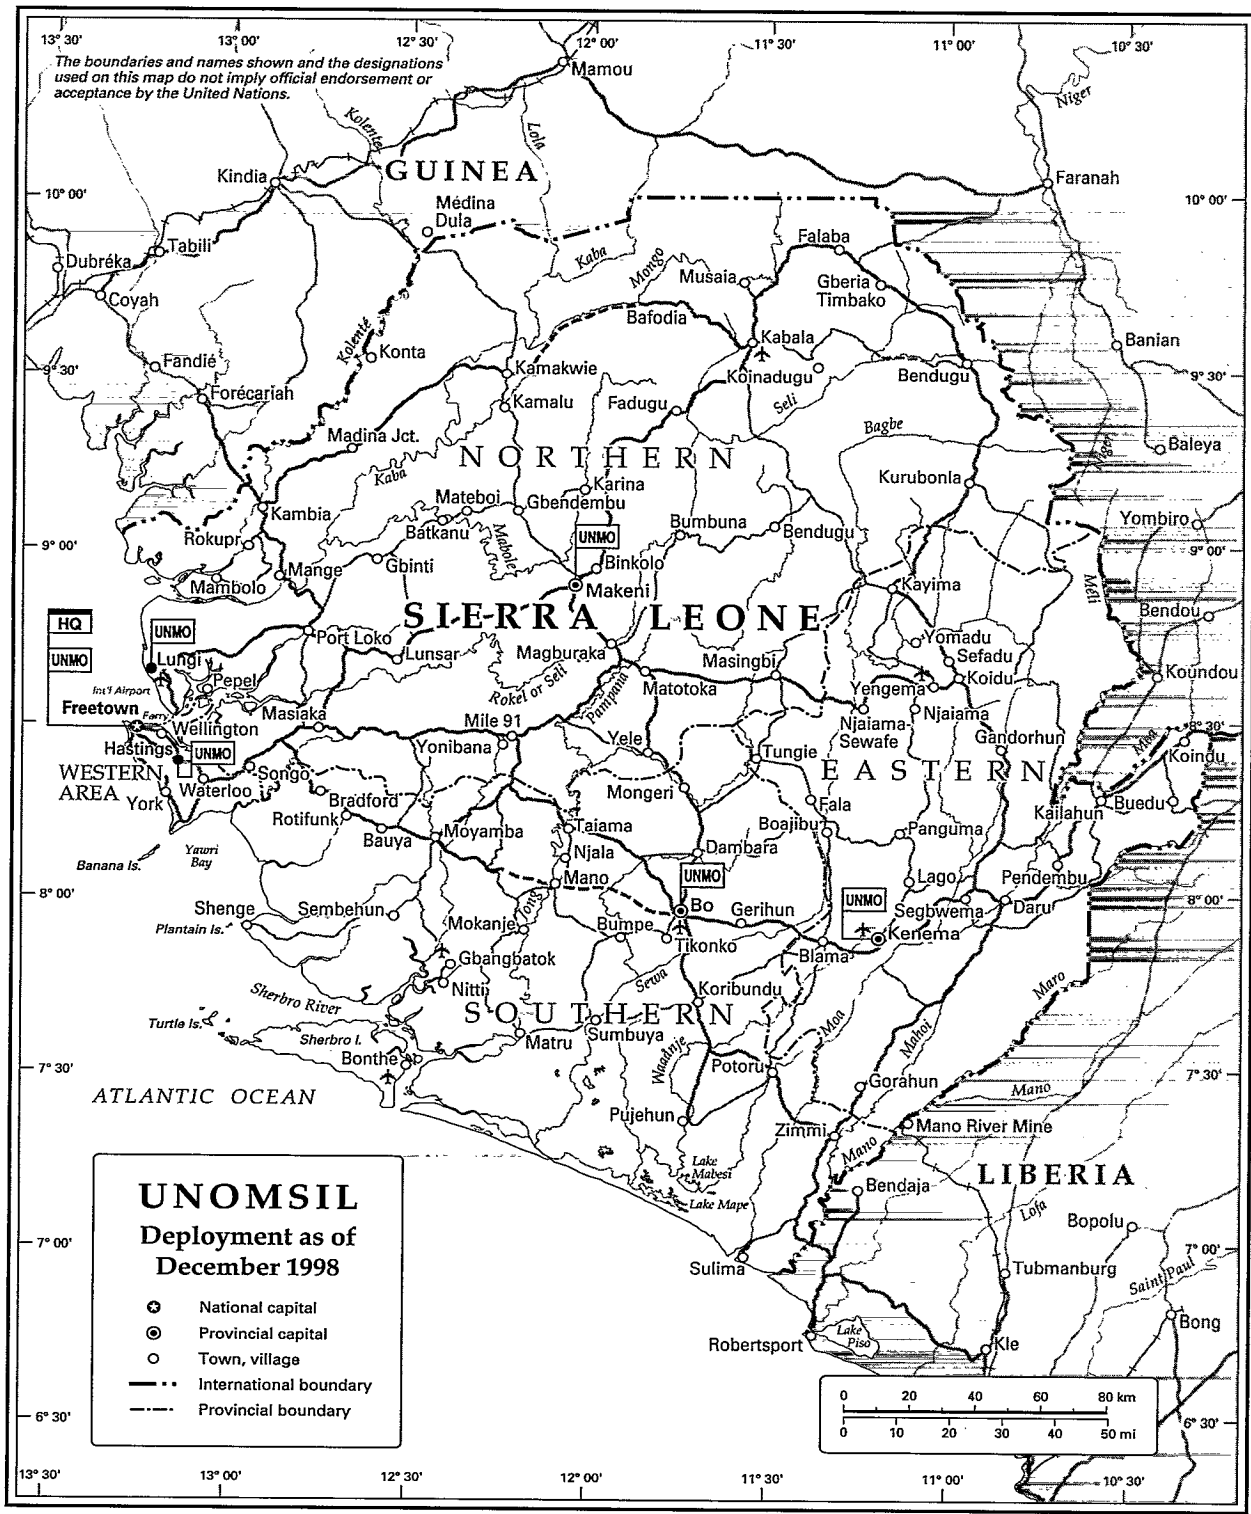 13° 30'
13° 00'
12° 30'
12° 00'
11° 30'
11° 00'
10° 30'
The boundaries and names shown and the designations
used on this map do not imply official endorsement or
acceptance by the United Nations.
Mamou
Niger
Kolenté
Lola
GUINEA
Kindia
Faranah
10° 00'
10° 00'
Médina
Dula
Tabili
Falaba
Kaba
Mongo
Dubréka
Musaia
Gberia
Timbako
Coyah
Bafodia
Kolenté
Konta
Kabala
Banian
Fandié
9° 30'
Kamakwie
Koinadugu
Bendugu
9° 30'
Forécariah
Kamalu
Fadugu
Seli
Madina Jct.
Bagbe
NORTHERN
Niger
Baleya
Kaba
Kurubonla
Karina
Mateboi
Gbendembu
Kambia
Batkanu
Bumbuna
Bendugu
Yombiro
Rokupr
Mabole
UNMO
9° 00'
9° 00'
Mange
Gbinti
Binkolo
Mambolo
Makeni
Kayima
Méli
Bendou
HQ
SIERRA LEONE
UNMO
Port Loko
Yomadu
UNMO
Lungi
Lunsar
Magburaka
Masingbi
Sefadu
Koundou
Pepel
Rokel or Seli
Matotoka
Yengema
Koidu
Int'l Airport
Pampana
Freetown
Ferry
Masiaka
Mile 91
Njaiama-
Sewafe
Njaiama
8° 30'
Wellington
Yonibana
Yele
Gandorhun
Mna
Hastings
UNMO
Tungie
Koindu
WESTERN
AREA
Songo
EASTERN
Waterloo
Mongeri
York
Bradford
Fala
Kailahun
Buedu
Rotifunk
Boajibu
Bauya
Moyamba
Taiama
Panguma
Yawri
Bay
Banana Is.
Njala
Dambara
Mano
UNMO
Lago
Pendembu
8° 00'
8° 00'
Shenge
Sembehun
Jong
Bo
Gerihun
UNMO
Segbwema
Daru
Plantain Is.
Mokanje
Bumpe
Tikonko
Kenema
Blama
Gbangbatok
Sewa
Nitti
Koribundu
Maro
Sherbro River
SOUTHERN
Turtle Is.
Sherbro I.
Matru
Sumbuya
Moa
Mahoi
Bonthe
Waanje
Potoru
7° 30'
7° 30'
Gorahun
Mano
ATLANTIC OCEAN
Pujehun
Zimmi
Mano River Mine
Mano
Lake
Mabesi
LIBERIA
Bendaja
Lake Mape
Lofa
Bopolu
7° 00'
7° 00'
Sulima
Tubmanburg
Saint Paul
Bong
Robertsport
Lake
Piso
Kle
UNOMSIL
Deployment as of
December 1998
National capital
Provincial capital
Town, village
International boundary
Provincial boundary
0 20 40 60 80 km
0 10 20 30 40 50 mi
6° 30'
6° 30'
13° 30'
13° 00'
12° 30'
12° 00'
11° 30'
11° 00'
10° 30'